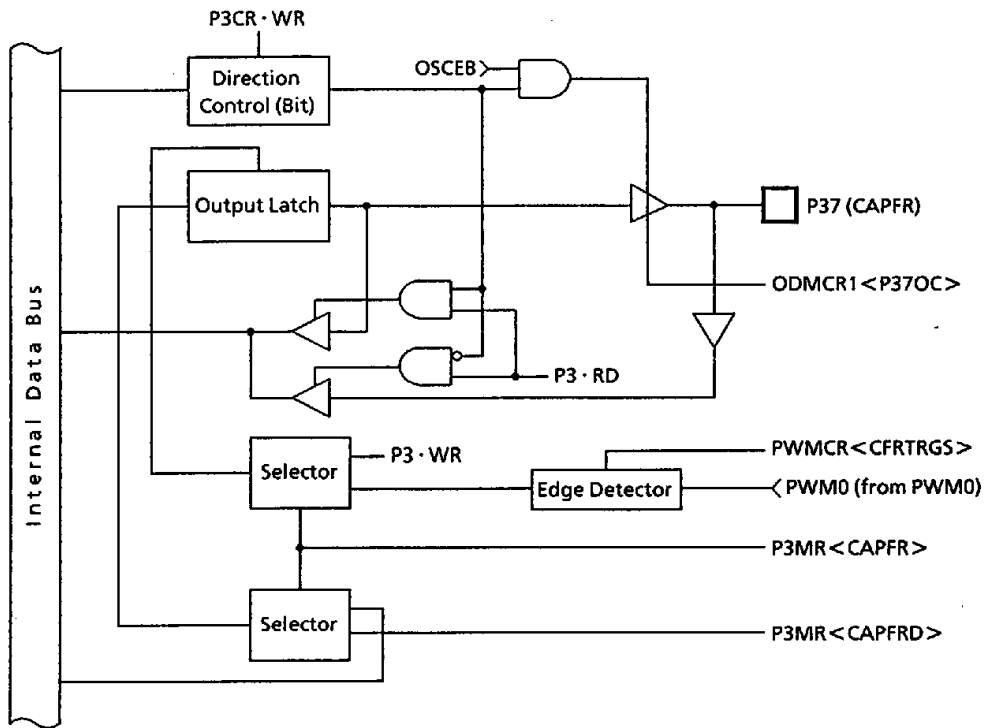 P3CR · WR
Direction
Control (Bit)
OSCEB
Output Latch
P37 (CAPFR)
ODMCR1<P37OC>
P3 · RD
Internal Data Bus
Selector
P3 · WR
Edge Detector
PWMCR<CFRTRGS>
PWM0 (from PWM0)
P3MR<CAPFR>
Selector
P3MR<CAPFRD>